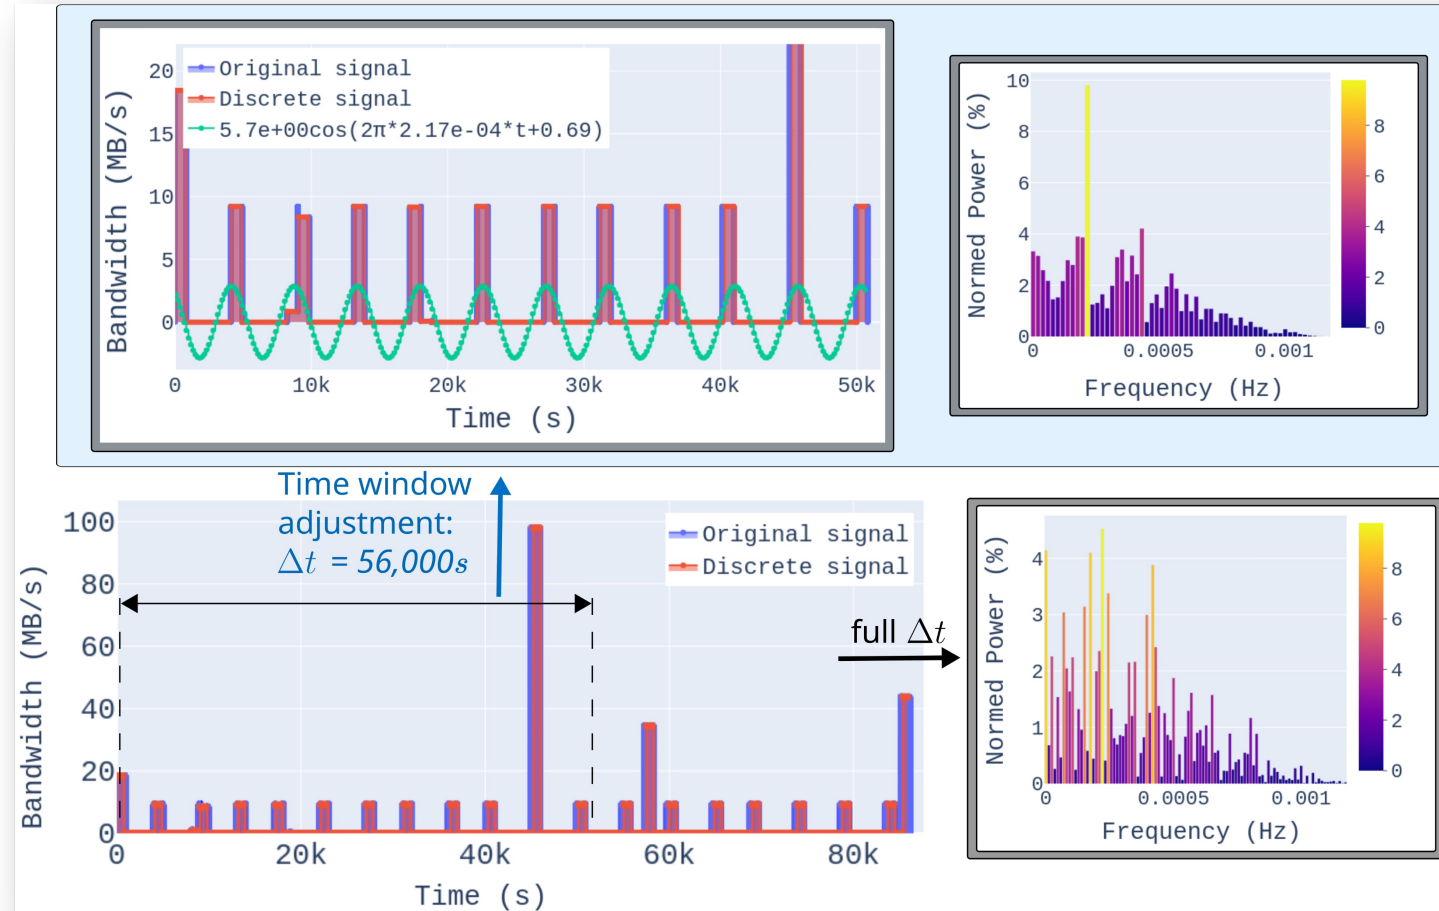 Original signal
Discrete signal
5.7e+00cos(2π*2.17e-04*t+0.69)
Bandwidth (MB/s)
20
15
10
5
0
0 10k 20k 30k 40k 50k
Time (s)
Normed Power (%)
10
8
6
4
2
0
0 0.0005 0.001
Frequency (Hz)
8
6
4
2
0
Time window
adjustment:
Δt = 56,000s
Original signal
Discrete signal
Bandwidth (MB/s)
100
80
60
40
20
0
0 20k 40k 60k 80k
Time (s)
full Δt
Normed Power (%)
4
3
2
1
0
0 0.0005 0.001
Frequency (Hz)
8
6
4
2
0